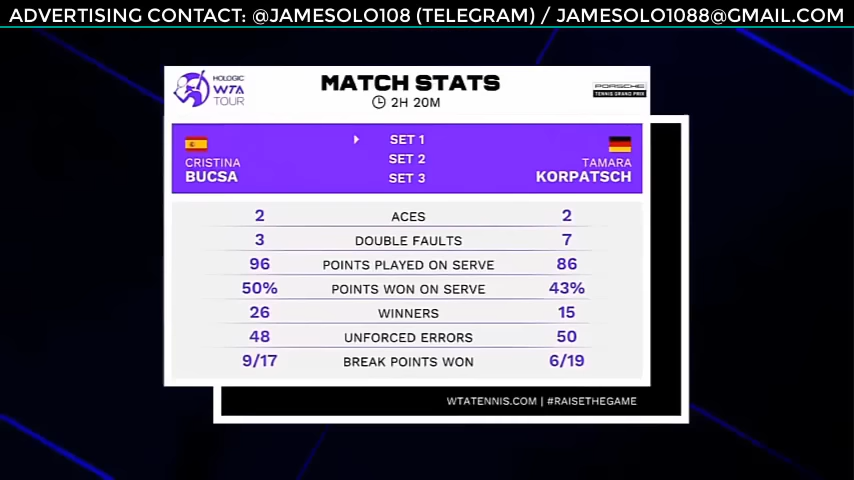 ADVERTISING CONTACT: @JAMESOLO108 (TELEGRAM) / JAMESOLO1088@GMAIL.COM
HOLOGIC
WTA
TOUR
MATCH STATS
2H 20M
PORSCHE
TENNIS GRAND PRIX
SET 1
SET 2
SET 3
CRISTINA
BUCSA
TAMARA
KORPATSCH
2 ACES 2
3 DOUBLE FAULTS 7
96 POINTS PLAYED ON SERVE 86
50% POINTS WON ON SERVE 43%
26 WINNERS 15
48 UNFORCED ERRORS 50
9/17 BREAK POINTS WON 6/19
WTATENNIS.COM | #RAISETHEGAME